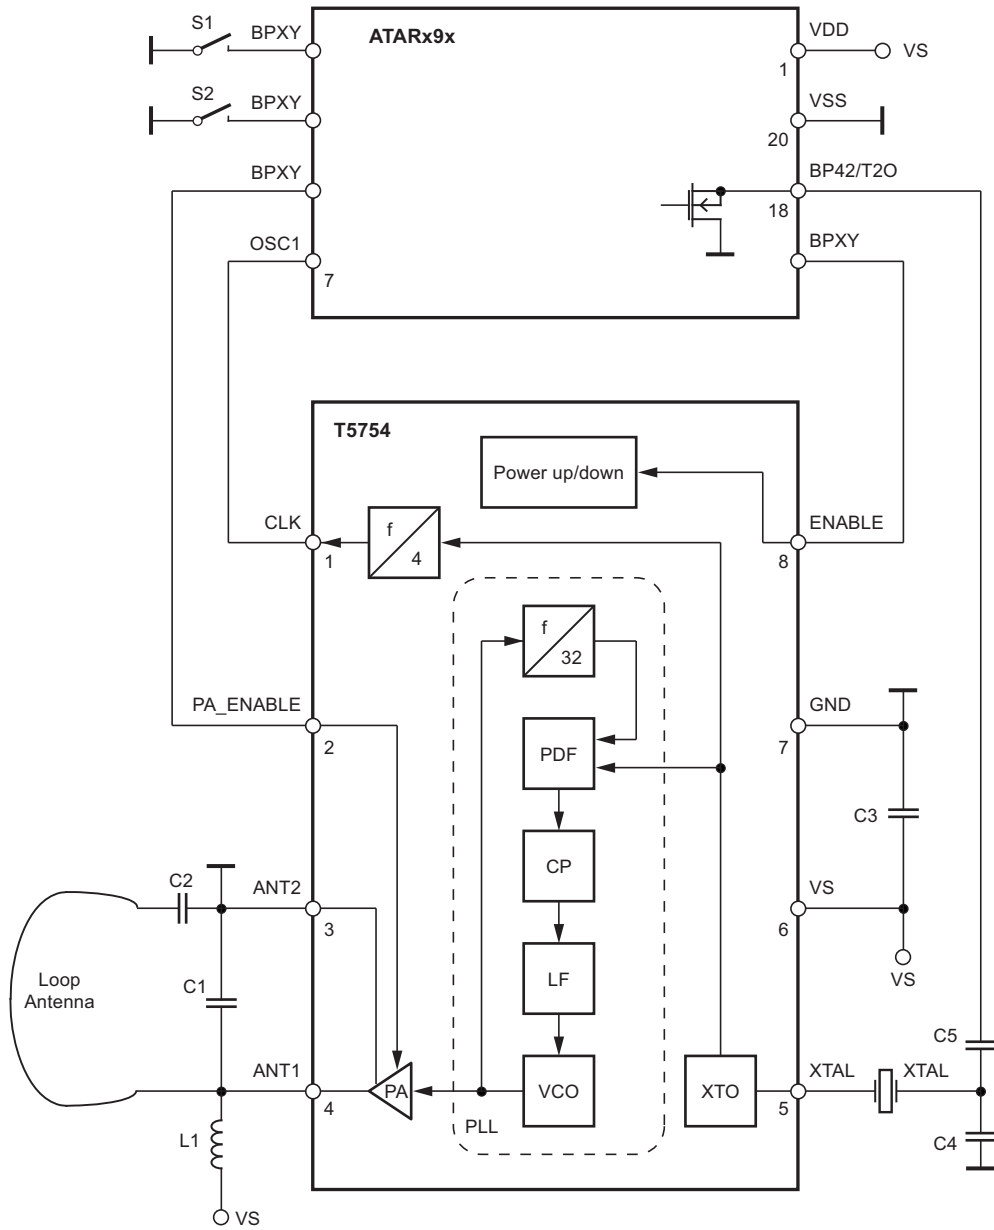 S1
BPXY
ATARx9x
VDD
1
VS
S2
BPXY
VSS
20
BPXY
BP42/T2O
18
OSC1
7
BPXY
T5754
Power up/down
CLK
1
f
4
ENABLE
8
f
32
PA_ENABLE
2
GND
7
PDF
C3
CP
C2
ANT2
3
VS
6
VS
LF
Loop
Antenna
C1
C5
ANT1
4
PA
VCO
XTO
XTAL
5
XTAL
PLL
L1
C4
VS